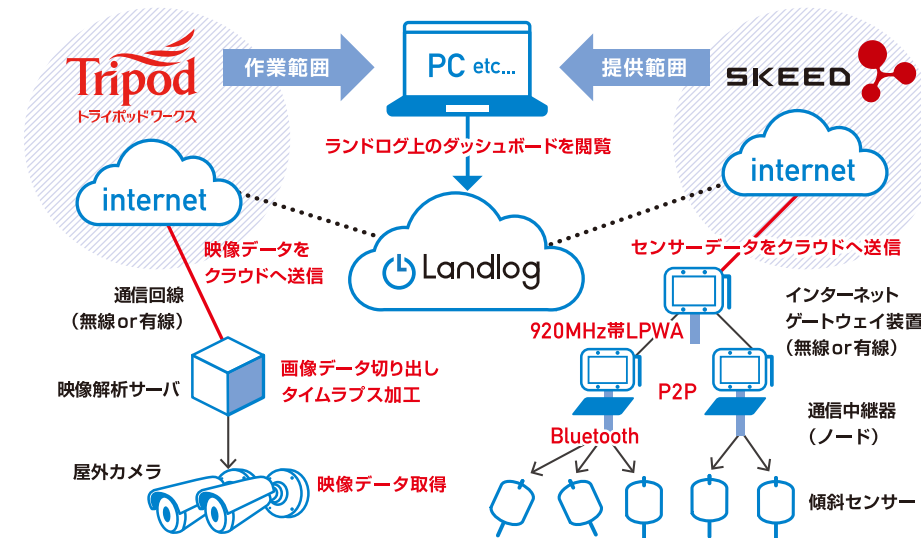 Tripod
トライポッドワークス
作業範囲
PC etc...
提供範囲
SKEED
ランドログ上のダッシュボードを閲覧
internet
internet
Landlog
映像データを
クラウドへ送信
センサーデータをクラウドへ送信
通信回線
（無線or有線）
インターネット
ゲートウェイ装置
（無線or有線）
920MHz帯LPWA
映像解析サーバ
画像データ切り出し
タイムラプス加工
P2P
通信中継器
（ノード）
Bluetooth
屋外カメラ
映像データ取得
傾斜センサー